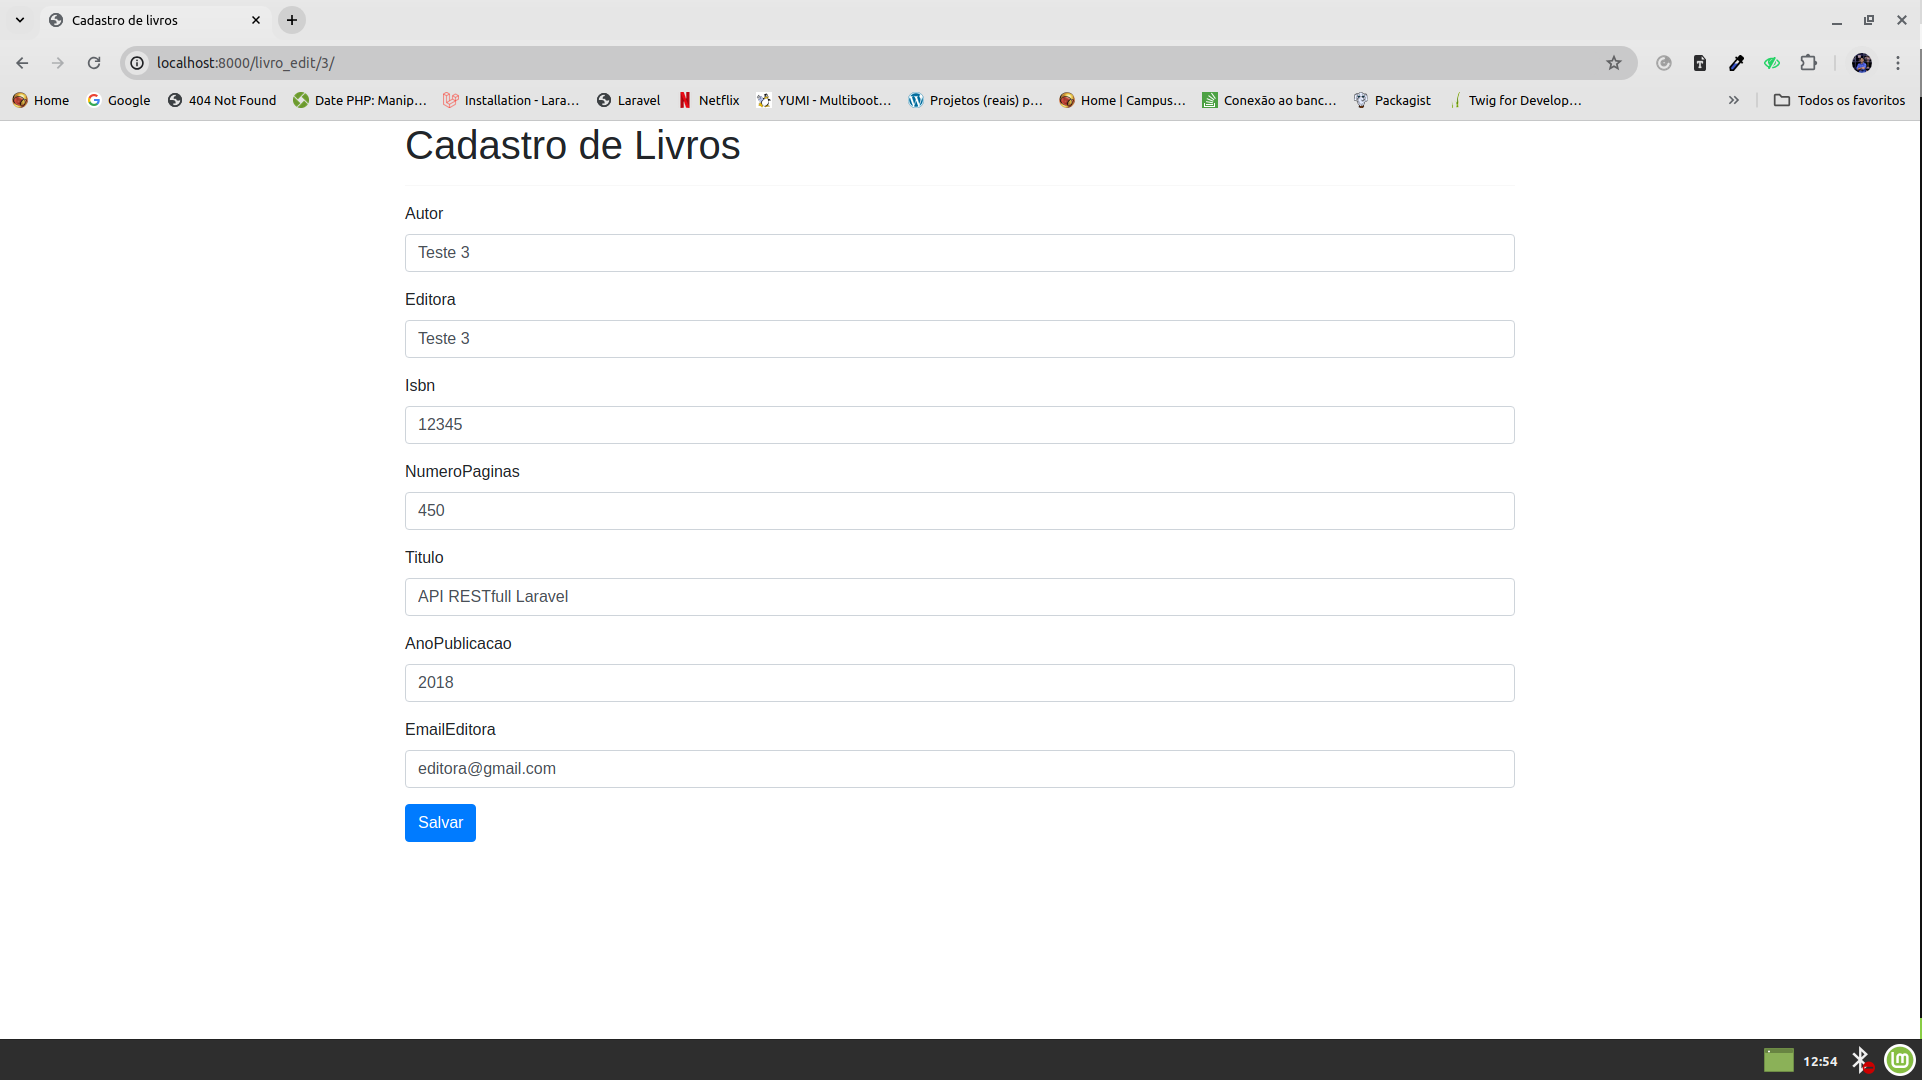 Cadastro de livros
localhost:8000/livro_edit/3/
Home Google 404 Not Found Date PHP: Manip... Installation - Lara... Laravel Netflix YUMI - Multiboot... Projetos (reais) p... Home | Campus... Conexão ao banc... Packagist Twig for Develop... Todos os favoritos
Cadastro de Livros
Autor
Teste 3
Editora
Teste 3
Isbn
12345
NumeroPaginas
450
Titulo
API RESTfull Laravel
AnoPublicacao
2018
EmailEditora
editora@gmail.com
Salvar
12:54